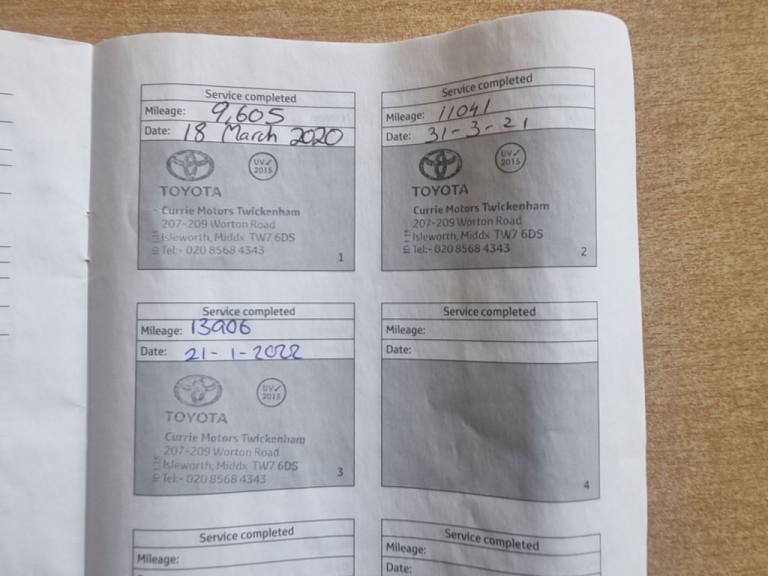 Service completed
Mileage: 9,605
Date: 18 March 2020
UV✓
2015
TOYOTA
Currie Motors Twickenham
207-209 Worton Road
Isleworth, Middx TW7 6DS
Tel:- 020 8568 4343
1
Service completed
Mileage: 11041
Date: 31-3-21
UV✓
2015
TOYOTA
Currie Motors Twickenham
207-209 Worton Road
Isleworth, Middx TW7 6DS
Tel:- 020 8568 4343
2
Service completed
Mileage: 13906
Date: 21-1-2022
UV✓
2015
TOYOTA
Currie Motors Twickenham
207-209 Worton Road
Isleworth, Middx TW7 6DS
Tel:- 020 8568 4343
3
Service completed
Mileage:
Date:
4
Service completed
Mileage:
Service completed
Mileage:
Date: